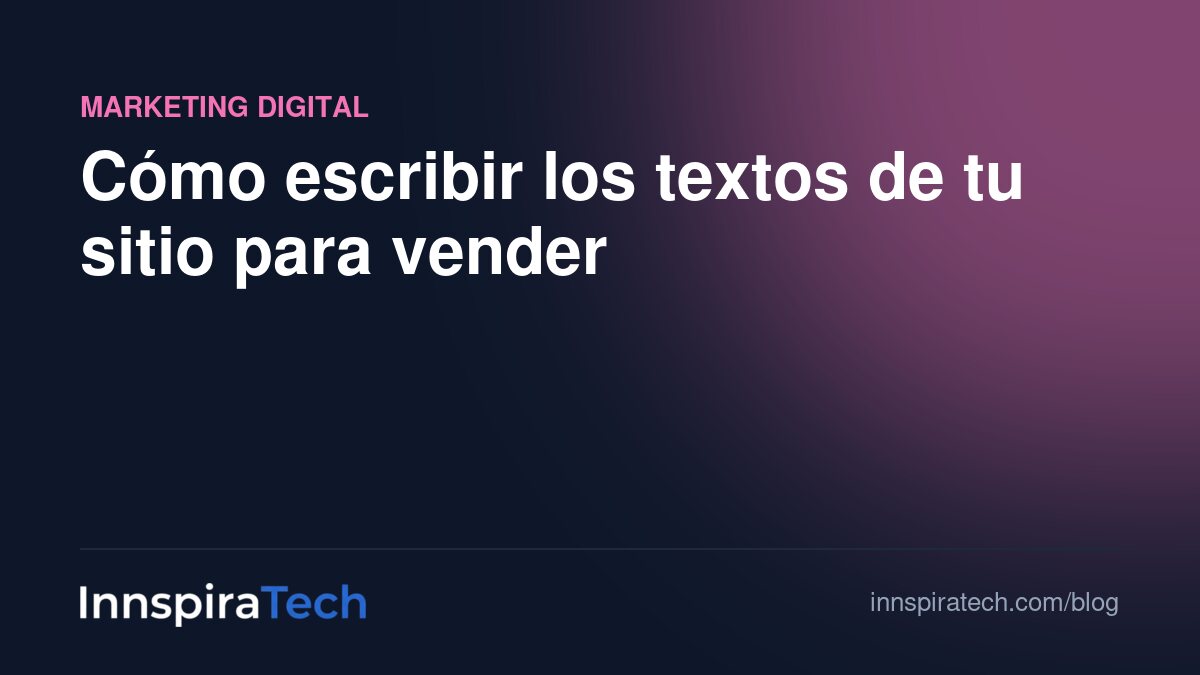 MARKETING DIGITAL
Cómo escribir los textos de tu
sitio para vender
InnspiraTech
innspiratech.com/blog